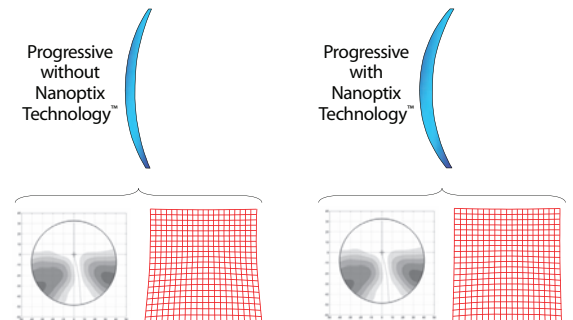 Progressive
without
Nanoptix
Technology™
Progressive
with
Nanoptix
Technology™